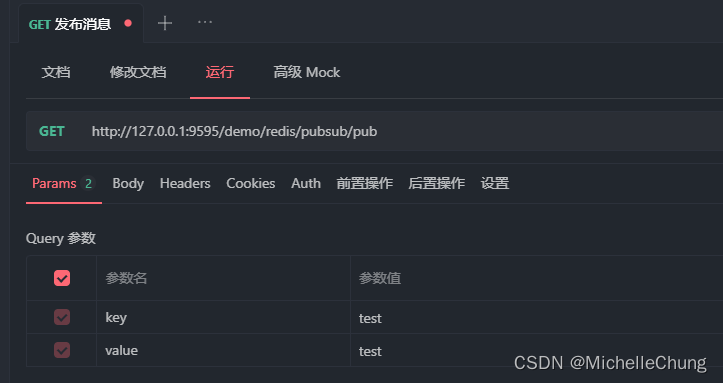 GET 发布消息
文档 修改文档 运行 高级 Mock
GET http://127.0.0.1:9595/demo/redis/pubsub/pub
Params 2 Body Headers Cookies Auth 前置操作 后置操作 设置
Query 参数
参数名 参数值
key test
value test
CSDN @MichelleChung